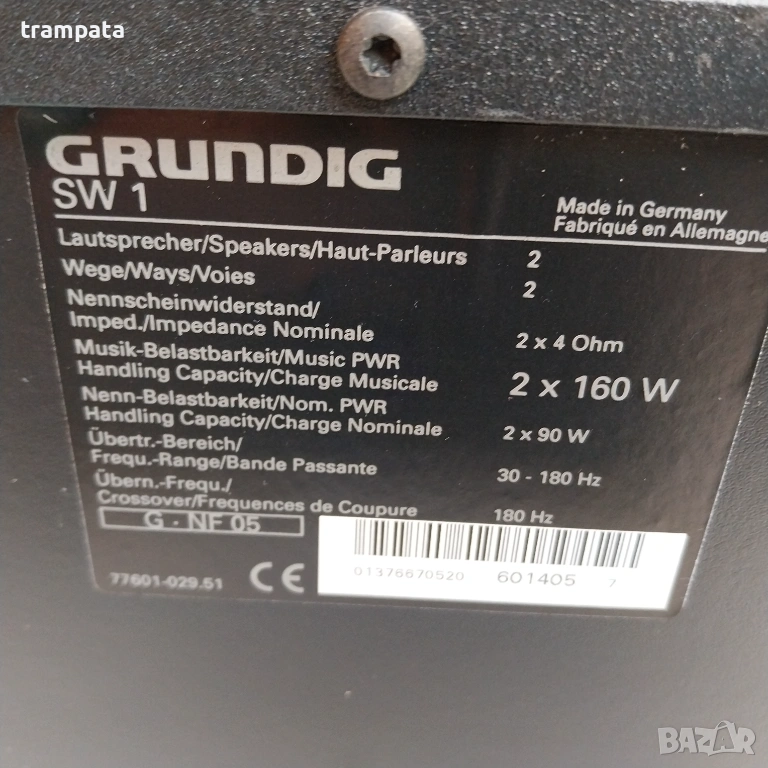 trampata
GRUNDIG
SW 1
Made in Germany
Fabriqué en Allemagne
Lautsprecher/Speakers/Haut-Parleurs 2
Wege/Ways/Voies 2
Nennscheinwiderstand/
Imped./Impedance Nominale 2 x 4 Ohm
Musik-Belastbarkeit/Music PWR
Handling Capacity/Charge Musicale 2 x 160 W
Nenn-Belastbarkeit/Nom. PWR
Handling Capacity/Charge Nominale 2 x 90 W
Übertr.-Bereich/
Frequ.-Range/Bande Passante 30 - 180 Hz
Übern.-Frequ./
Crossover/Frequences de Coupure 180 Hz
G - NF 05
77601-029.51 CE
01376670520 601405 7
BAZAR